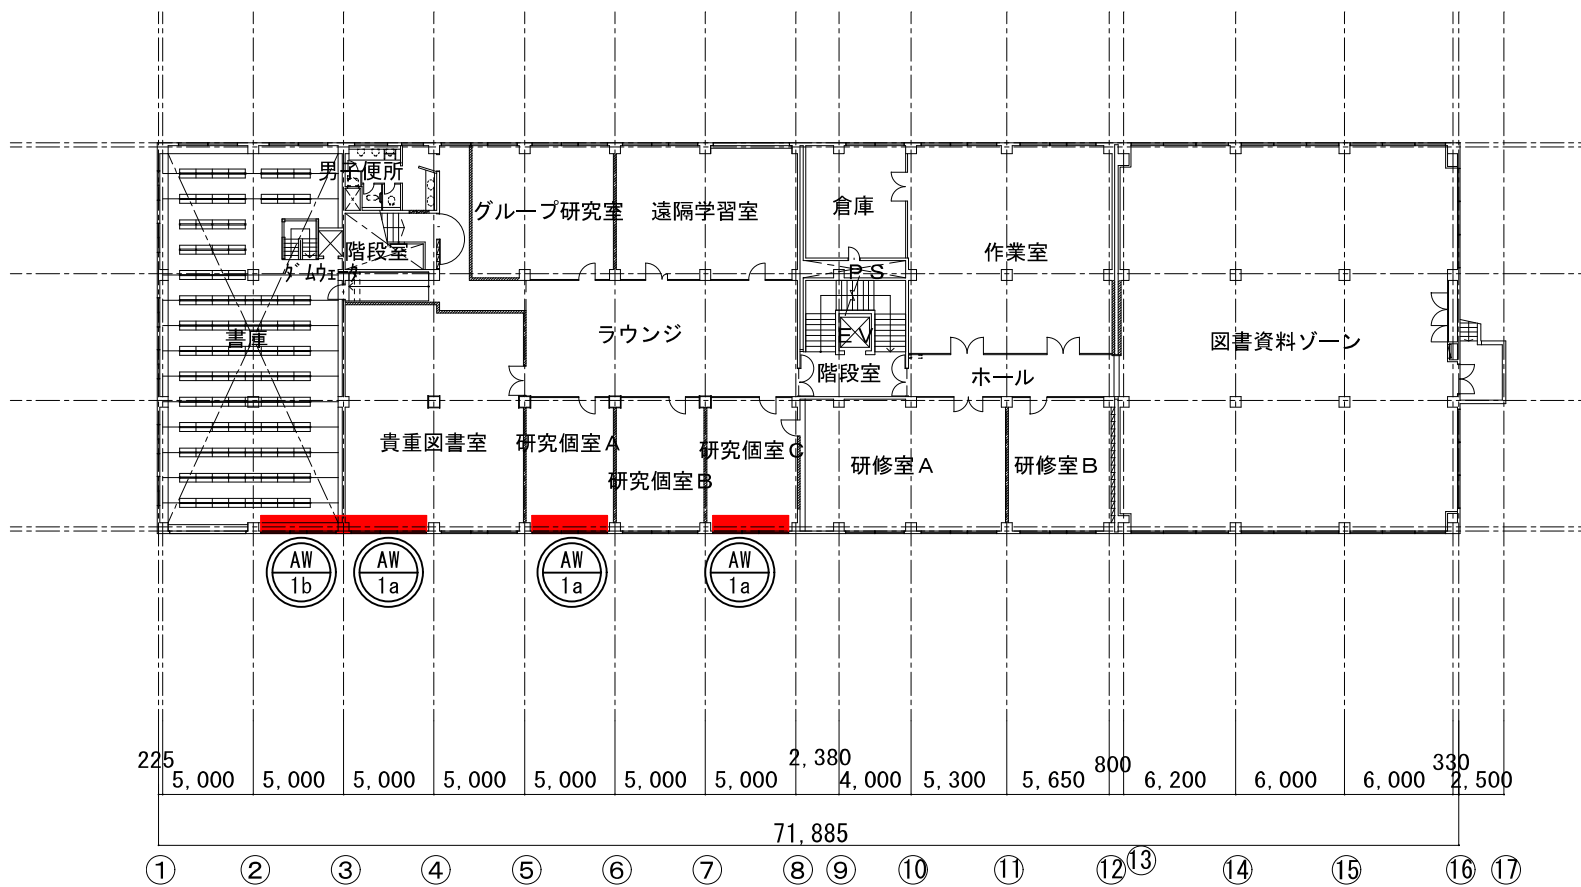 男子便所
グループ研究室
遠隔学習室
倉庫
作業室
階段室
ダムウェータ
PS
書庫
ラウンジ
EV
図書資料ゾーン
階段室
ホール
貴重図書室
研究個室A
研究個室B
研究個室C
研修室A
研修室B
AW
1b
AW
1a
AW
1a
AW
1a
225
5,000
5,000
5,000
5,000
5,000
5,000
5,000
2,380
4,000
5,300
5,650
800
6,200
6,000
6,000
330
2,500
71,885
①
②
③
④
⑤
⑥
⑦
⑧
⑨
⑩
⑪
⑫
⑬
⑭
⑮
⑯
⑰